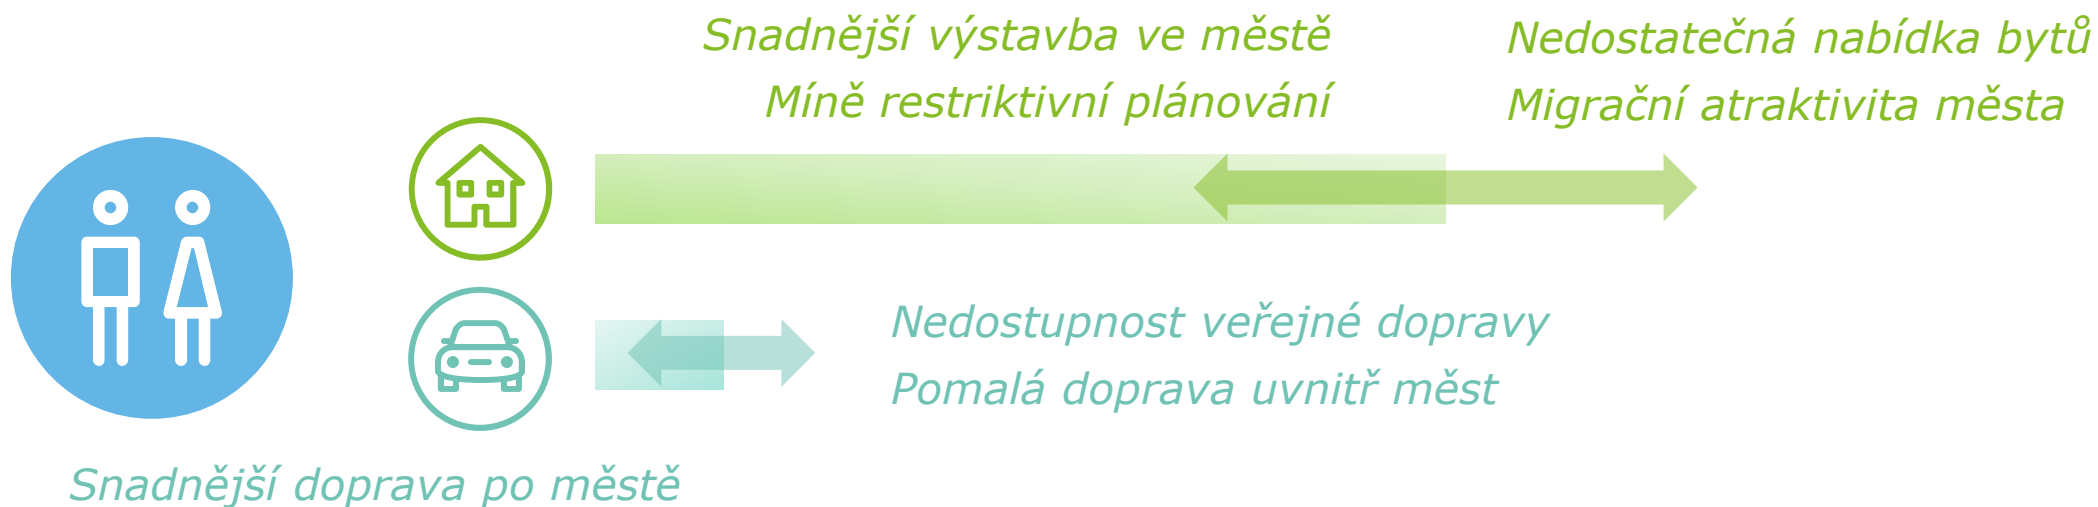 Snadnější výstavba ve městě
Míně restriktivní plánování
Nedostatečná nabídka bytů
Migrační atraktivita města
Nedostupnost veřejné dopravy
Pomalá doprava uvnitř měst
Snadnější doprava po městě